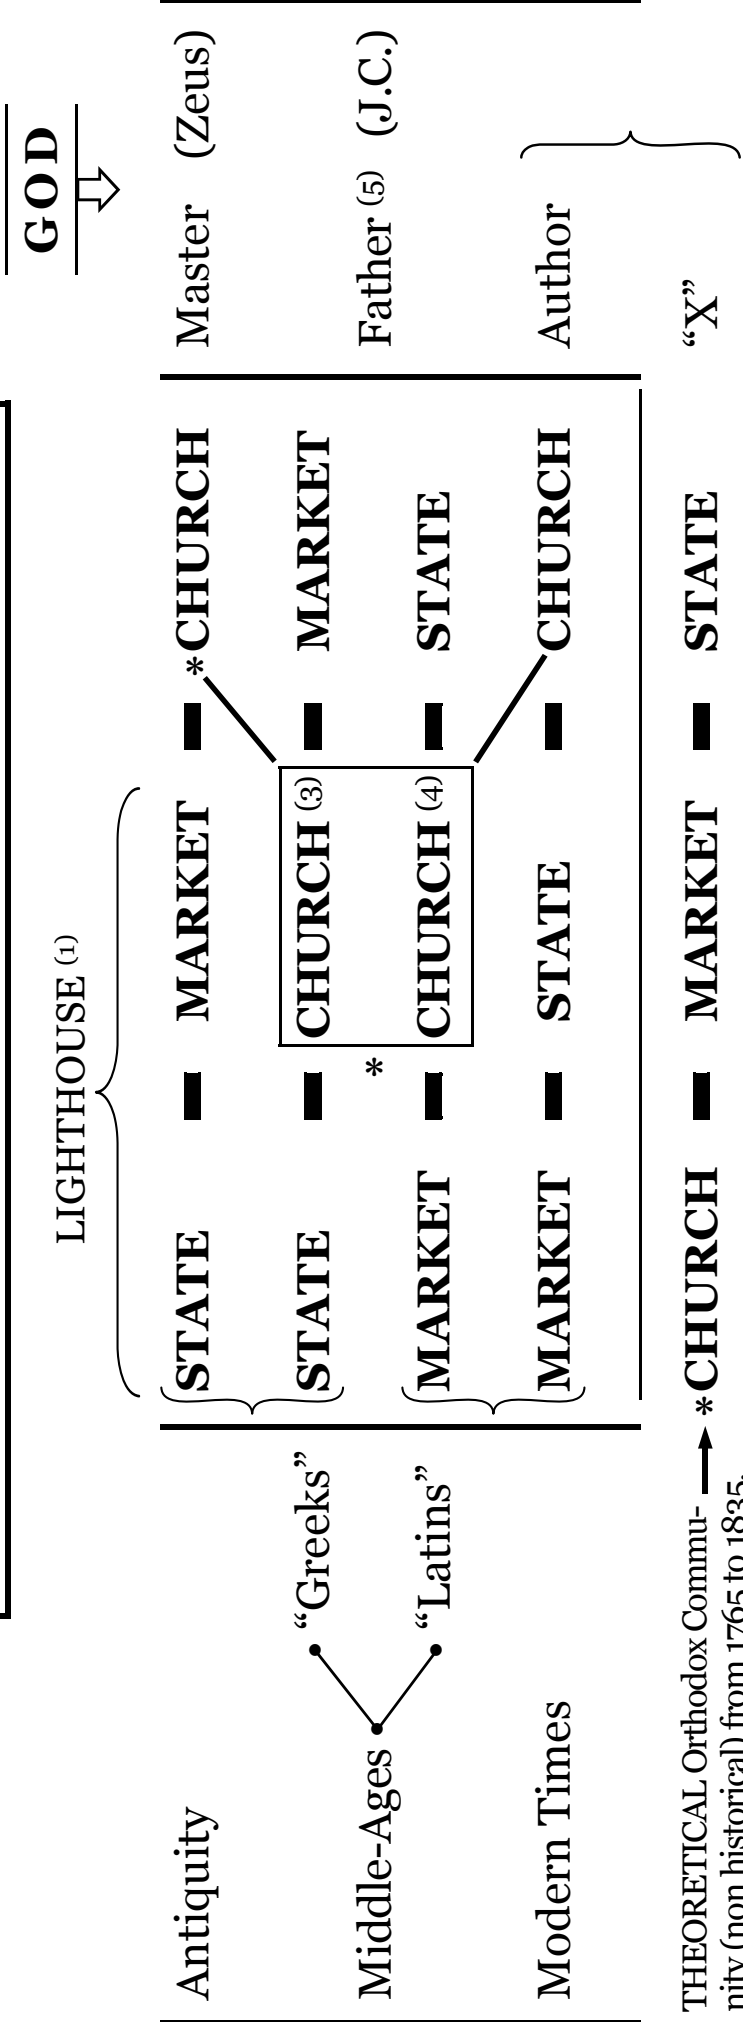 GOD
LIGHTHOUSE (1)
Antiquity STATE MARKET *CHURCH Master (Zeus)
"Greeks" STATE CHURCH (3) MARKET
Middle-Ages * Father (5) (J.C.)
"Latins" MARKET CHURCH (4) STATE
Modern Times MARKET STATE CHURCH Author
THEORETICAL Orthodox Commu- *CHURCH MARKET STATE "X"
nity (non historical) from 1765 to 1835.